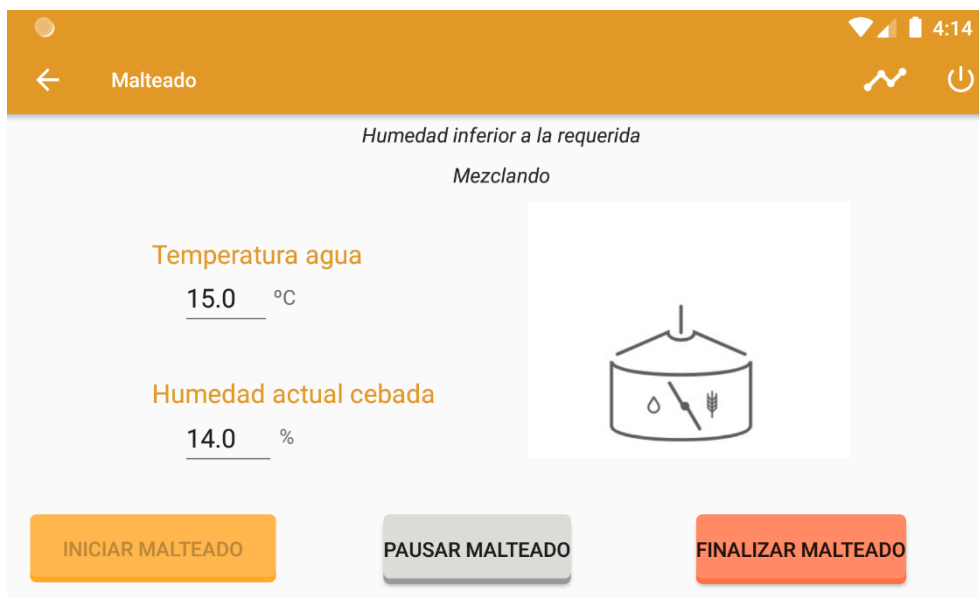 4:14
Malteado
Humedad inferior a la requerida
Mezclando
Temperatura agua
15.0 ºC
Humedad actual cebada
14.0 %
INICIAR MALTEADO
PAUSAR MALTEADO
FINALIZAR MALTEADO